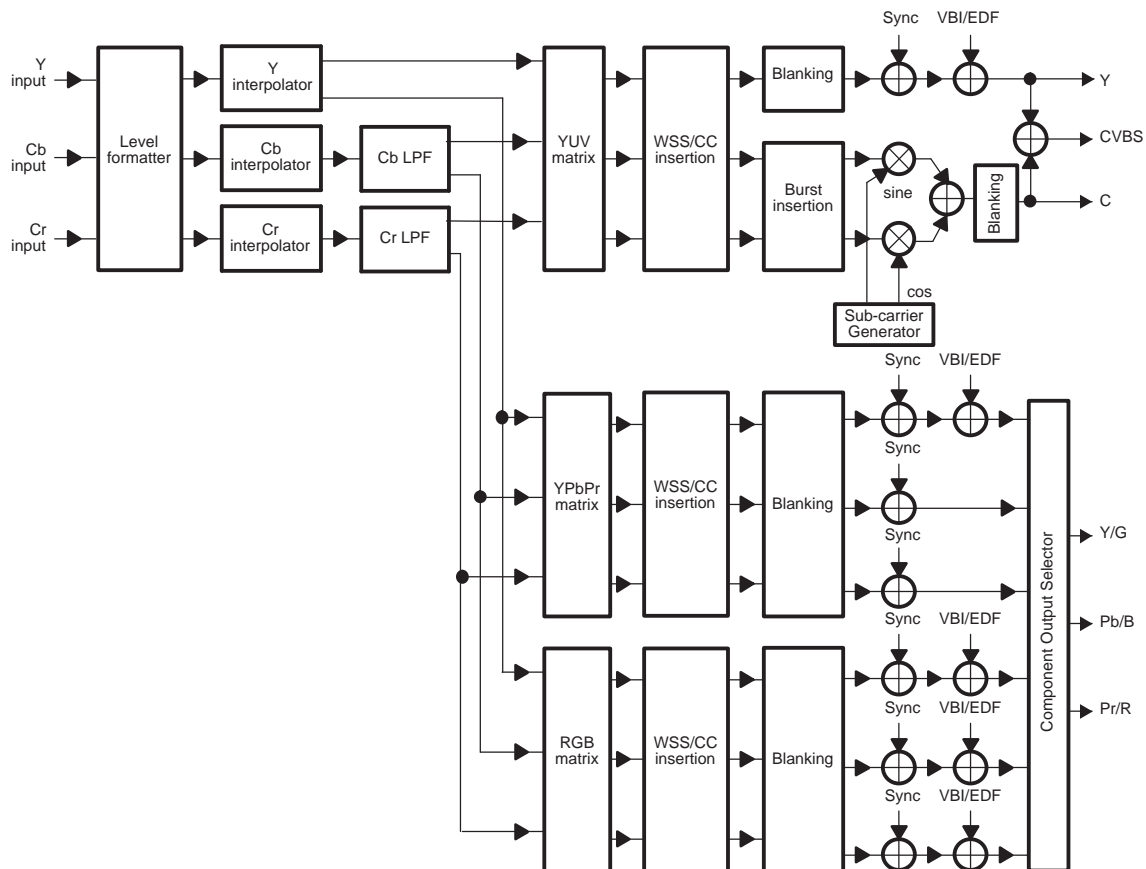 Sync VBI/EDF
Y
input
Level
formatter
Y
interpolator
Blanking
Y
Cb
input
Cb
interpolator
Cb LPF
YUV
matrix
WSS/CC
insertion
CVBS
Burst
insertion
sine
Blanking
C
Cr
input
Cr
interpolator
Cr LPF
cos
Sub-carrier
Generator
Sync VBI/EDF
Sync
YPbPr
matrix
WSS/CC
insertion
Blanking
Sync
Component Output Selector
Y/G
Pb/B
Pr/R
Sync VBI/EDF
Sync VBI/EDF
RGB
matrix
WSS/CC
insertion
Blanking
Sync VBI/EDF